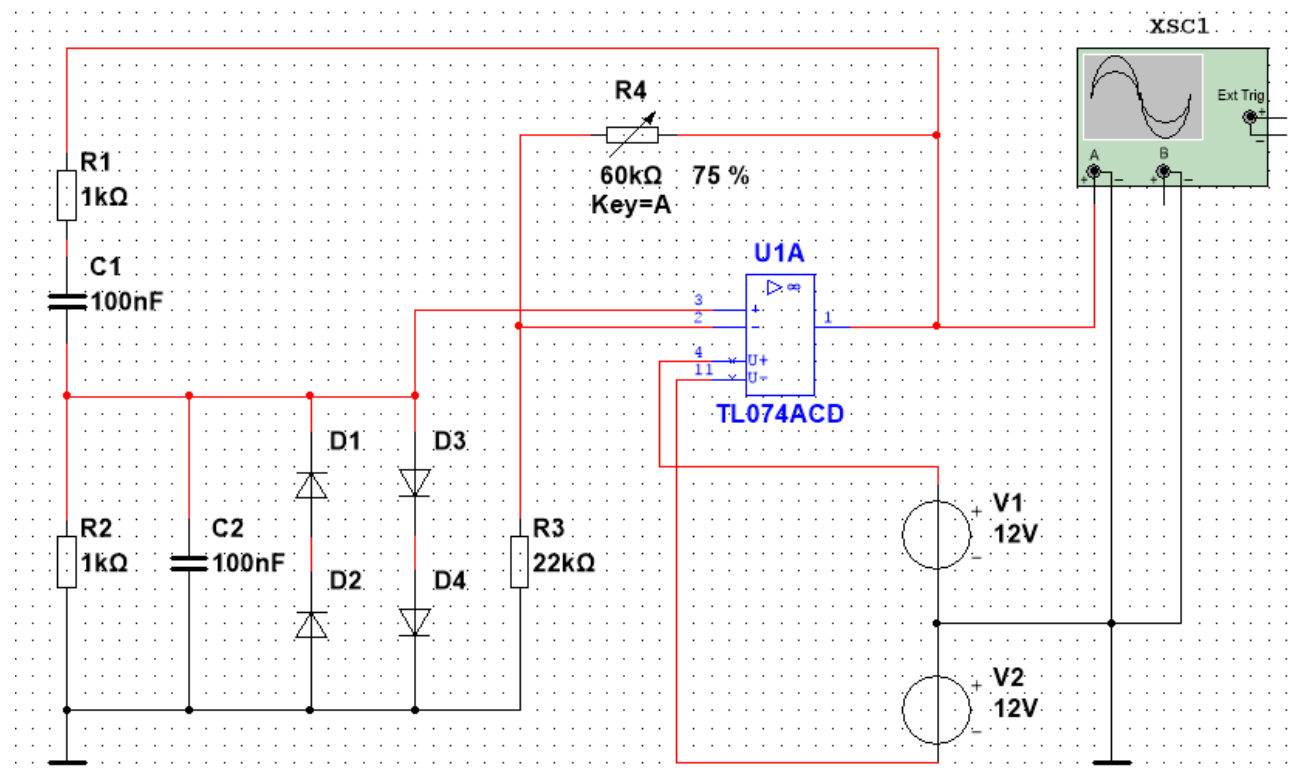 XSC1
R4
Ext Trig
+
R1
1kΩ
A
B
+ − + −
60kΩ 75 %
Key=A
U1A
C1
100nF
3
+
2
−
1
4
U+
11
U-
TL074ACD
D1
D3
V1
12V
+
−
R2
1kΩ
C2
100nF
R3
22kΩ
D2
D4
V2
12V
+
−